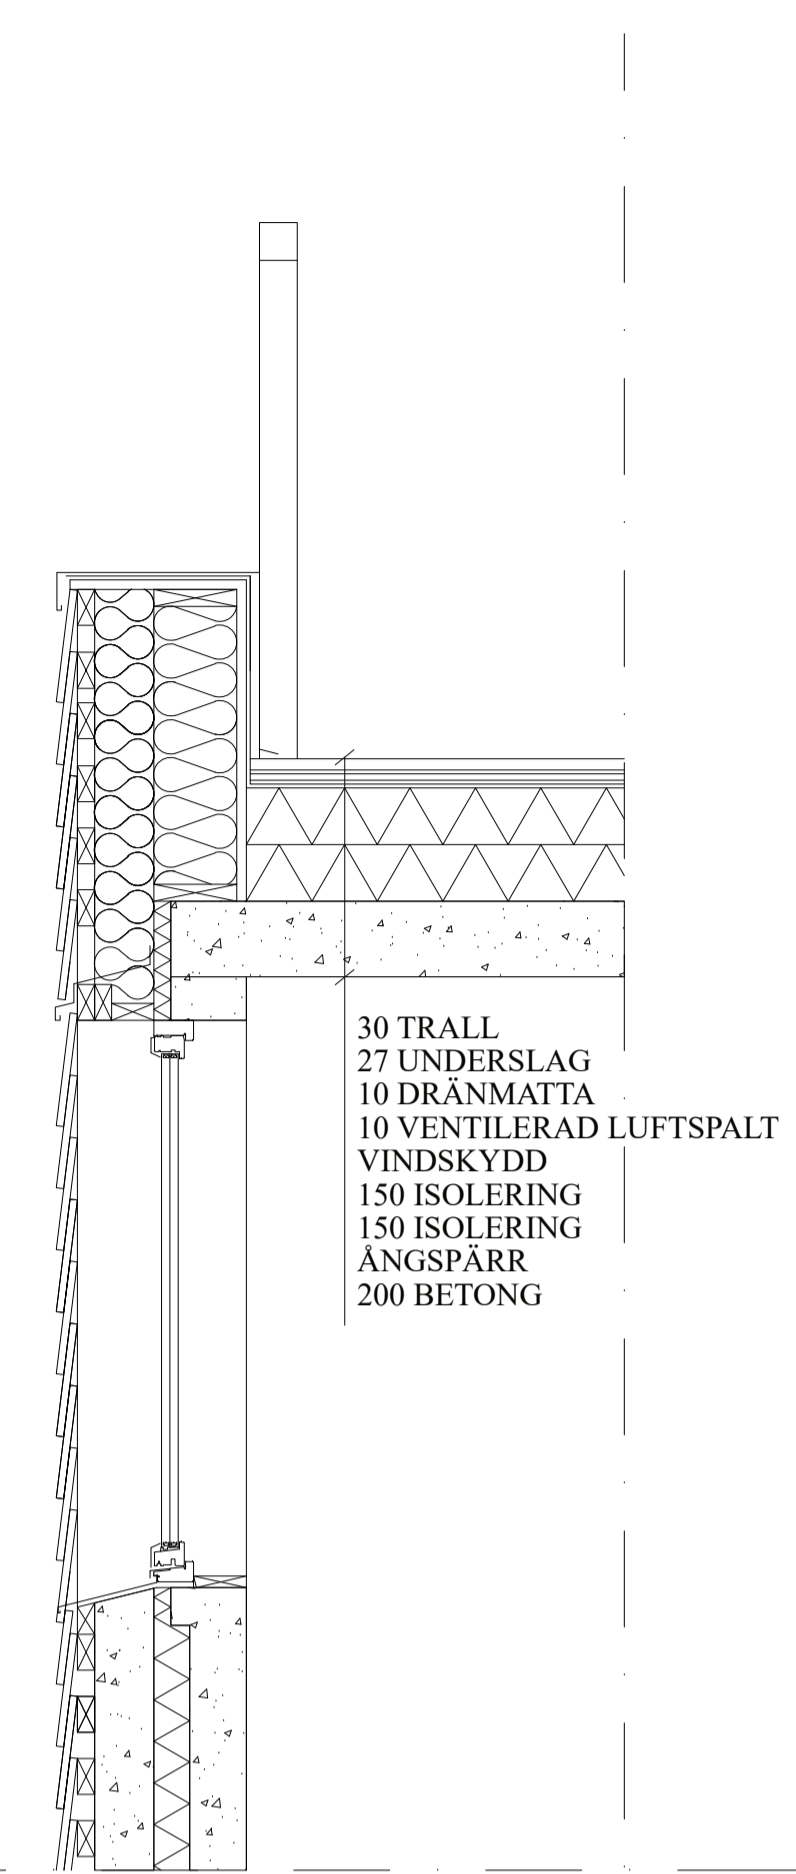 30 TRALL
27 UNDERSLAG
10 DRÄNMATTA
10 VENTILERAD LUFTSPALT
VINDSKYDD
150 ISOLERING
150 ISOLERING
ÅNGSPÄRR
200 BETONG